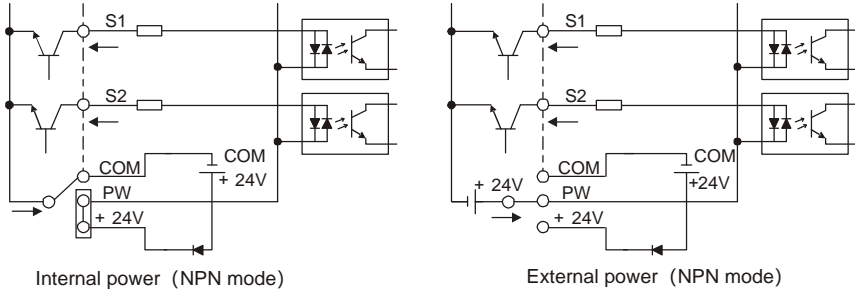 S1
S2
COM
COM
+ 24V
PW
+ 24V
Internal power (NPN mode)
S1
S2
COM
COM
+24V
+ 24V
PW
+ 24V
External power (NPN mode)